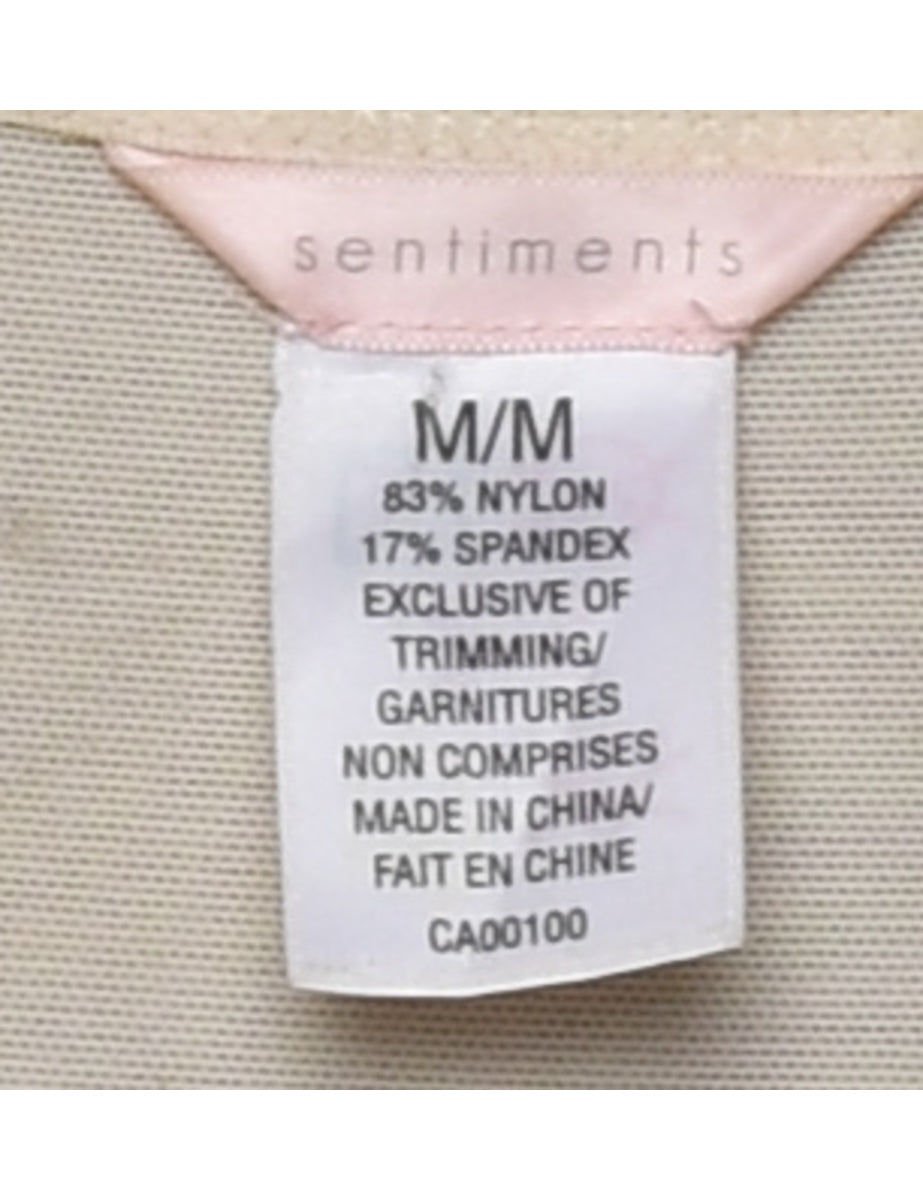 sentiments
M/M
83% NYLON
17% SPANDEX
EXCLUSIVE OF
TRIMMING/
GARNITURES
NON COMPRISES
MADE IN CHINA/
FAIT EN CHINE
CA00100